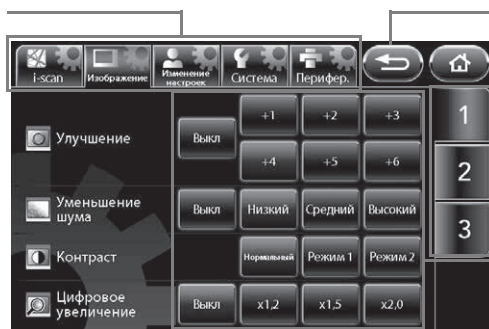 i-scan Изображение Изменение настроек Система Перифер.
1
2
3
Улучшение Выкл +1 +2 +3
+4 +5 +6
Уменьшение шума Выкл Низкий Средний Высокий
Контраст Нормальный Режим 1 Режим 2
Цифровое увеличение Выкл x1,2 x1,5 x2,0